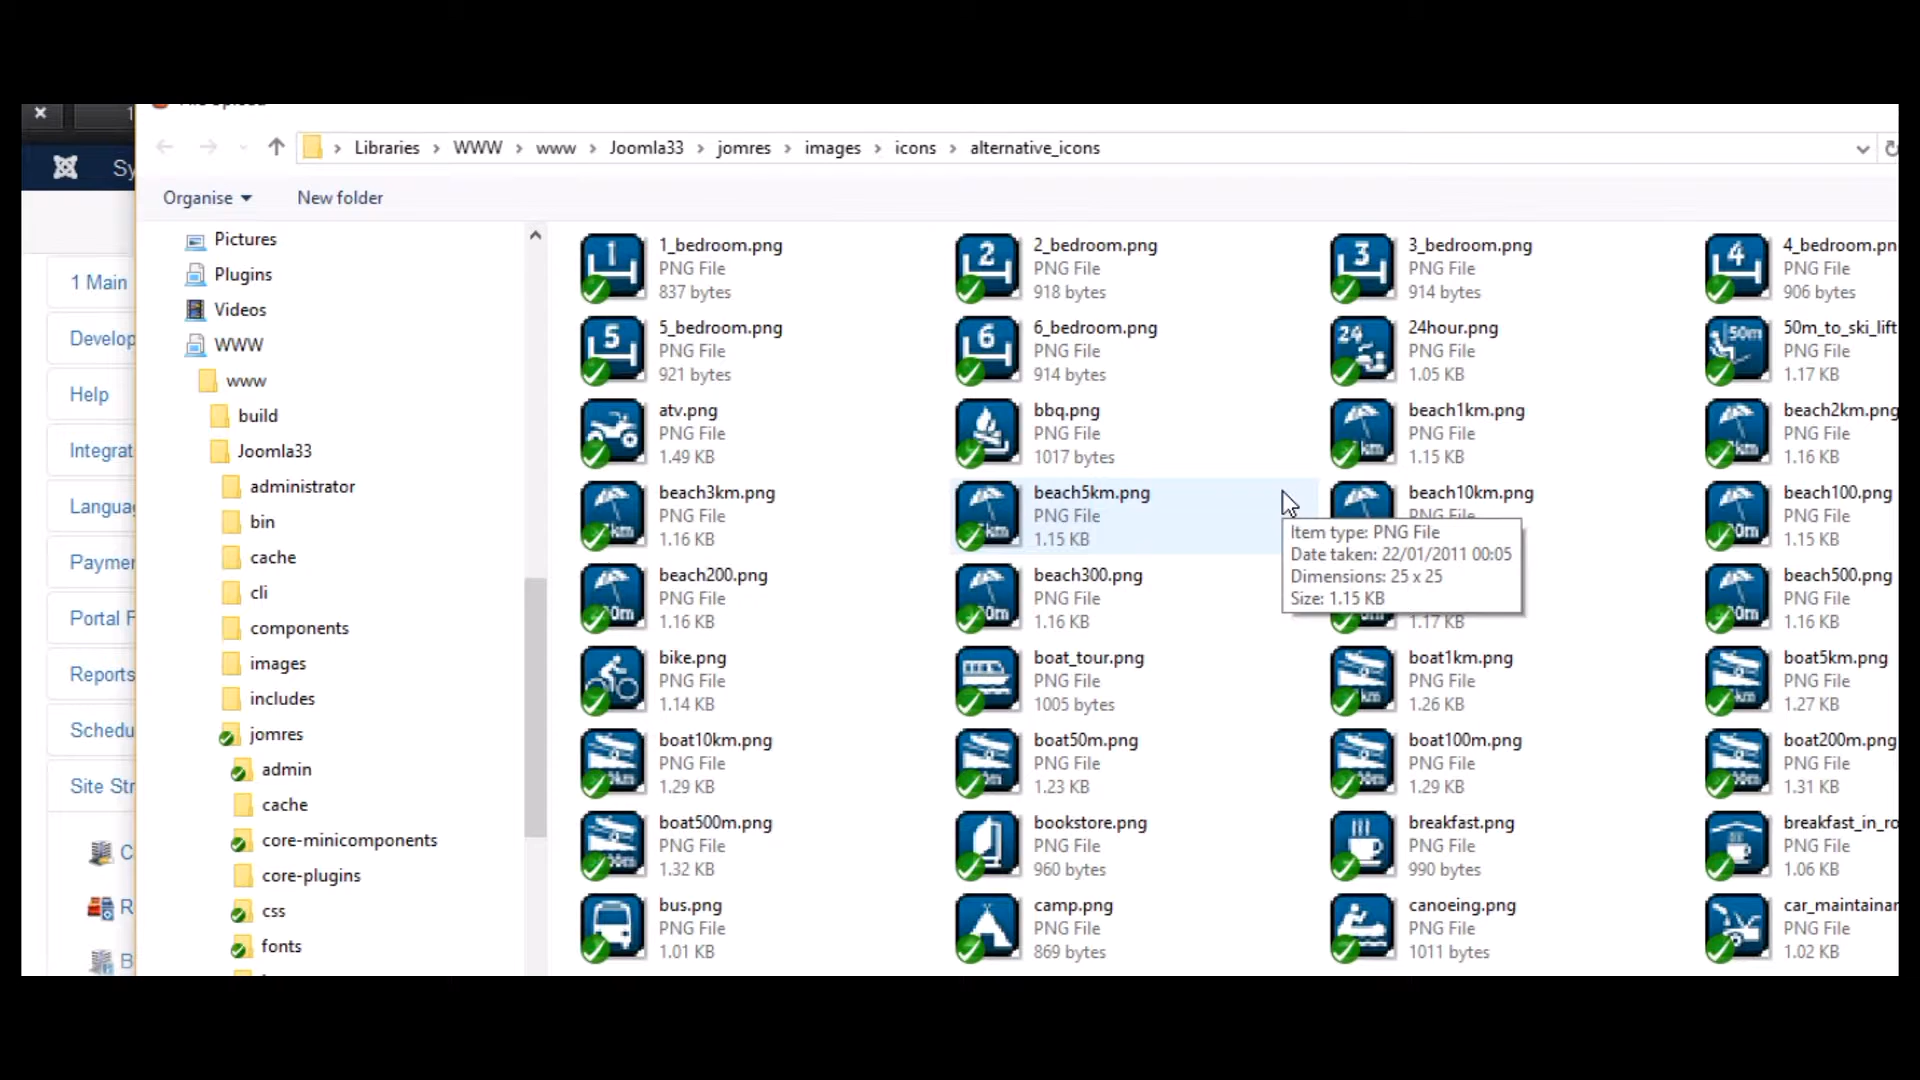 Libraries › WWW › www › Joomla33 › jomres › images › icons › alternative_icons
Organise
New folder
Sy
1 Main
Develop
Help
Integrat
Langua
Paymer
Portal F
Reports
Schedu
Site Str
C
R
B
Pictures
Plugins
Videos
WWW
www
build
Joomla33
administrator
bin
cache
cli
components
images
includes
jomres
admin
cache
core-minicomponents
core-plugins
css
fonts
1_bedroom.png
PNG File
837 bytes
2_bedroom.png
PNG File
918 bytes
3_bedroom.png
PNG File
914 bytes
4_bedroom.pn
PNG File
906 bytes
5_bedroom.png
PNG File
921 bytes
6_bedroom.png
PNG File
914 bytes
24hour.png
PNG File
1.05 KB
50m_to_ski_lift
PNG File
1.17 KB
atv.png
PNG File
1.49 KB
bbq.png
PNG File
1017 bytes
beach1km.png
PNG File
1.15 KB
beach2km.png
PNG File
1.16 KB
beach3km.png
PNG File
1.16 KB
beach5km.png
PNG File
1.15 KB
beach10km.png
PNG File
beach100.png
PNG File
1.15 KB
Item type: PNG File
Date taken: 22/01/2011 00:05
Dimensions: 25 x 25
Size: 1.15 KB
beach200.png
PNG File
1.16 KB
beach300.png
PNG File
1.16 KB
1.17 KB
beach500.png
PNG File
1.16 KB
bike.png
PNG File
1.14 KB
boat_tour.png
PNG File
1005 bytes
boat1km.png
PNG File
1.26 KB
boat5km.png
PNG File
1.27 KB
boat10km.png
PNG File
1.29 KB
boat50m.png
PNG File
1.23 KB
boat100m.png
PNG File
1.29 KB
boat200m.png
PNG File
1.31 KB
boat500m.png
PNG File
1.32 KB
bookstore.png
PNG File
960 bytes
breakfast.png
PNG File
990 bytes
breakfast_in_ro
PNG File
1.06 KB
bus.png
PNG File
1.01 KB
camp.png
PNG File
869 bytes
canoeing.png
PNG File
1011 bytes
car_maintainar
PNG File
1.02 KB